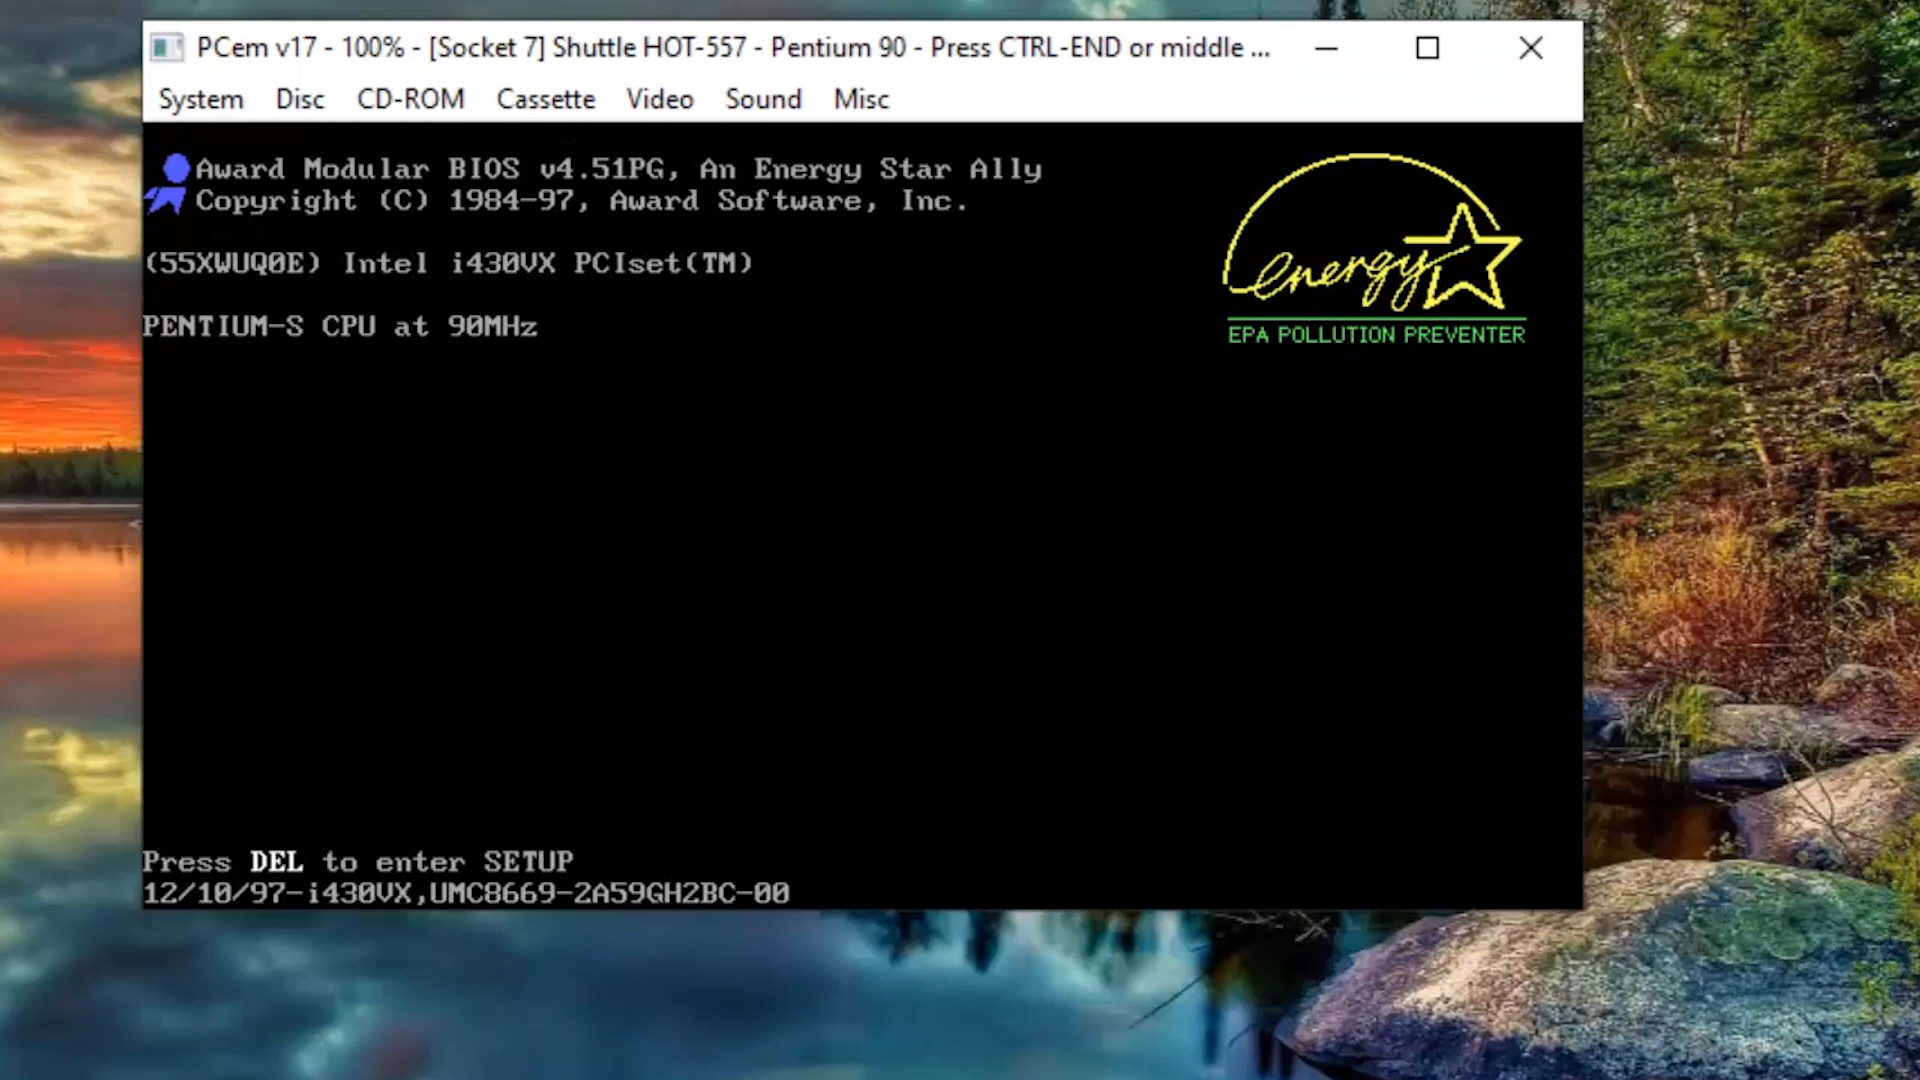 PCem v17 - 100% - [Socket 7] Shuttle HOT-557 - Pentium 90 - Press CTRL-END or middle ...
System Disc CD-ROM Cassette Video Sound Misc
Award Modular BIOS v4.51PG, An Energy Star Ally
Copyright (C) 1984-97, Award Software, Inc.
energy
EPA POLLUTION PREVENTER
(55XWUQ0E) Intel i430VX PCIset(TM)
PENTIUM-S CPU at 90MHz
Press DEL to enter SETUP
12/10/97-i430VX,UMC8669-2A59GH2BC-00